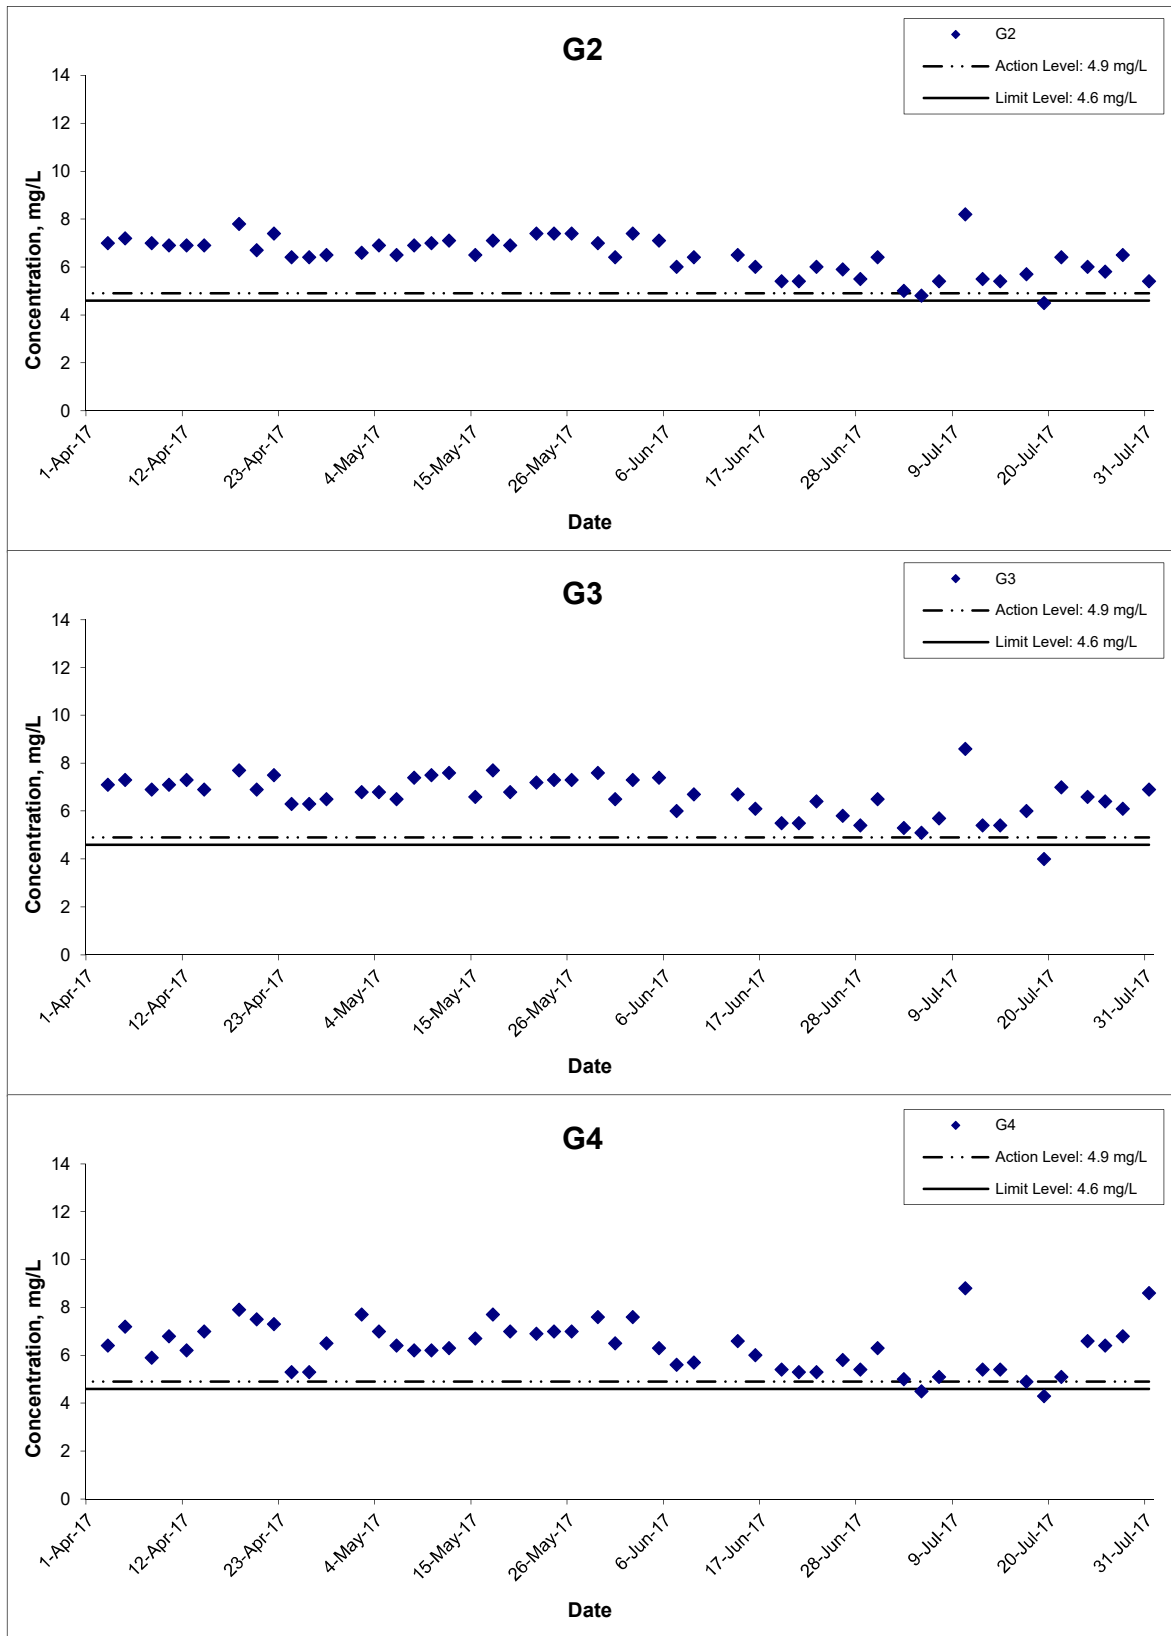 G2
G2
Action Level: 4.9 mg/L
Limit Level: 4.6 mg/L
Concentration, mg/L
14
12
10
8
6
4
2
0
1-Apr-17
12-Apr-17
23-Apr-17
4-May-17
15-May-17
26-May-17
6-Jun-17
17-Jun-17
28-Jun-17
9-Jul-17
20-Jul-17
31-Jul-17
Date
G3
G3
Action Level: 4.9 mg/L
Limit Level: 4.6 mg/L
Concentration, mg/L
14
12
10
8
6
4
2
0
1-Apr-17
12-Apr-17
23-Apr-17
4-May-17
15-May-17
26-May-17
6-Jun-17
17-Jun-17
28-Jun-17
9-Jul-17
20-Jul-17
31-Jul-17
Date
G4
G4
Action Level: 4.9 mg/L
Limit Level: 4.6 mg/L
Concentration, mg/L
14
12
10
8
6
4
2
0
1-Apr-17
12-Apr-17
23-Apr-17
4-May-17
15-May-17
26-May-17
6-Jun-17
17-Jun-17
28-Jun-17
9-Jul-17
20-Jul-17
31-Jul-17
Date